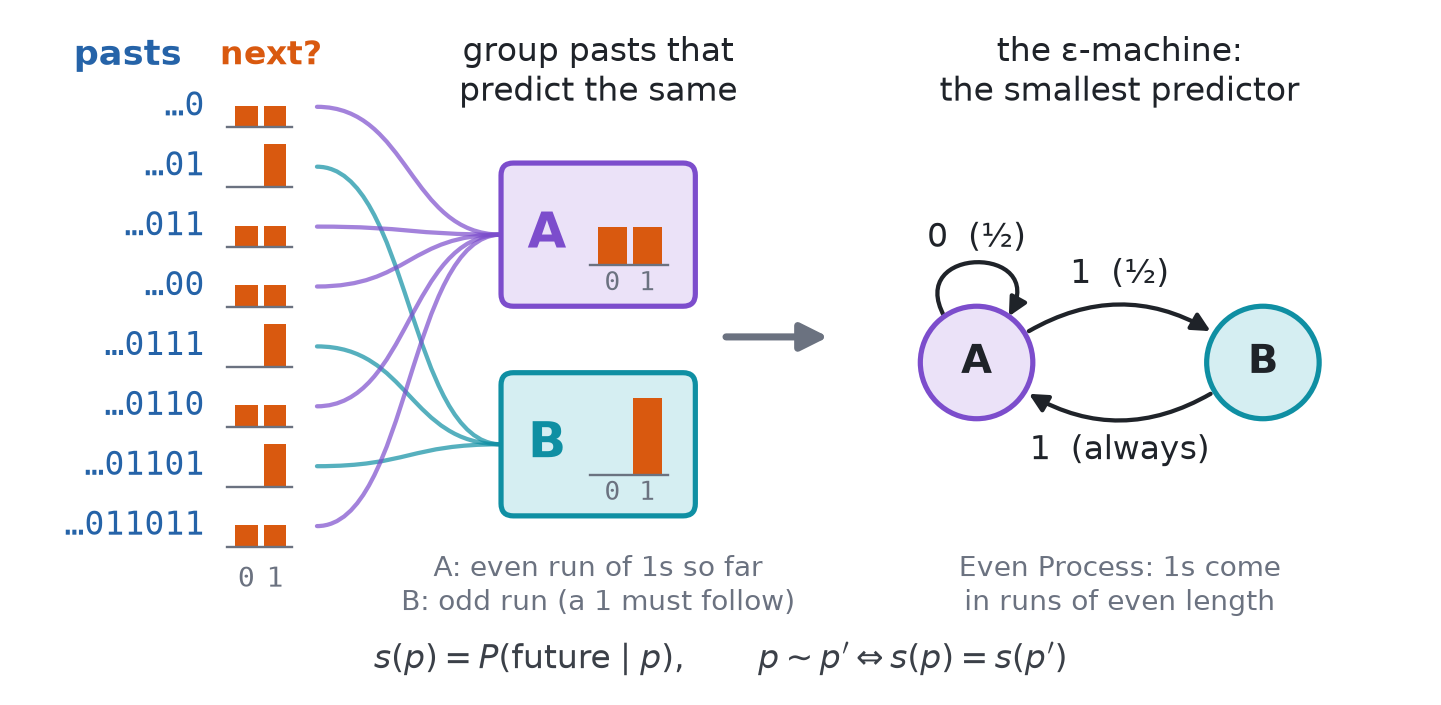 pasts next?
…0
…01
…011
…00
…0111
…0110
…01101
…011011
0 1
group pasts that
predict the same
A
0 1
B
0 1
A: even run of 1s so far
B: odd run (a 1 must follow)
the ε-machine:
the smallest predictor
0 (½)
1 (½)
A
B
1 (always)
Even Process: 1s come
in runs of even length
s(p) = P(future | p), p ~ p′ ⇔ s(p) = s(p′)